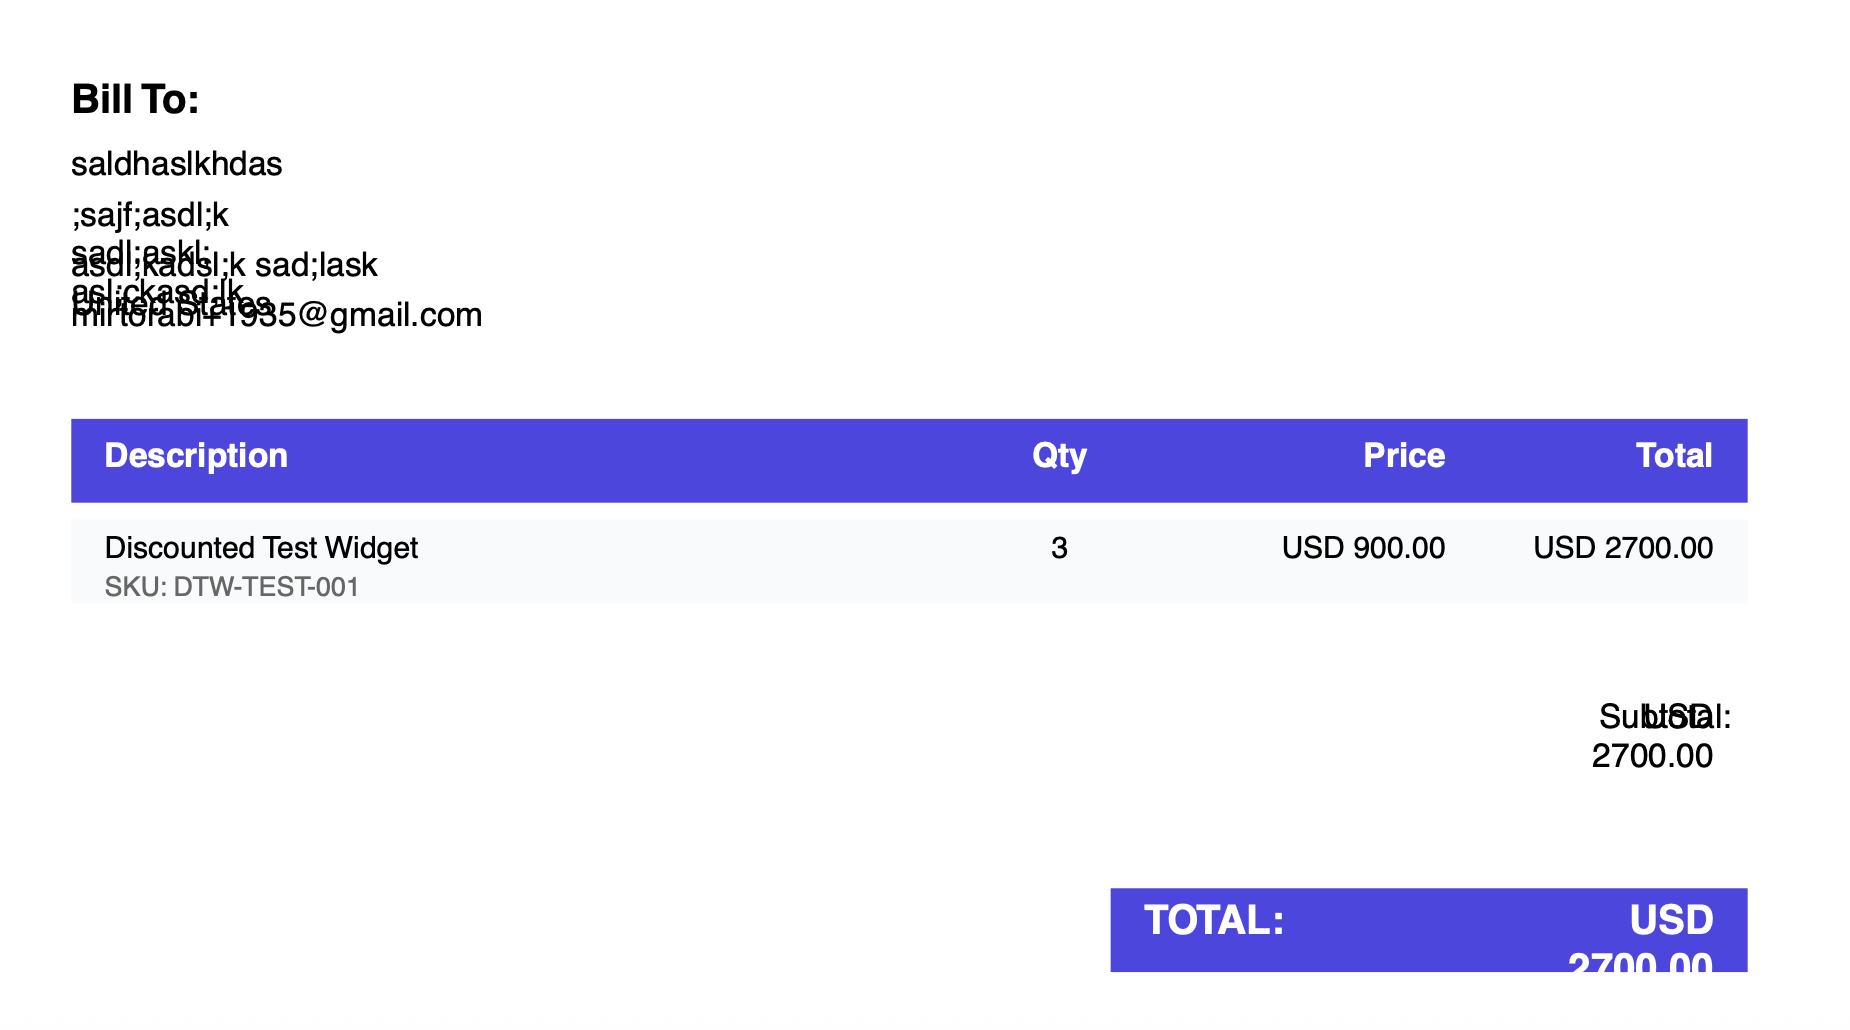 Bill To:
saldhaslkhdas
;sajf;asdl;k
sadl;askl;
asdl;kadsl;k sad;lask
asl;ckasd;lk
United States
mirtorabi+1935@gmail.com
Description Qty Price Total
Discounted Test Widget 3 USD 900.00 USD 2700.00
SKU: DTW-TEST-001
Subtotal: USD
2700.00
TOTAL: USD
2700.00